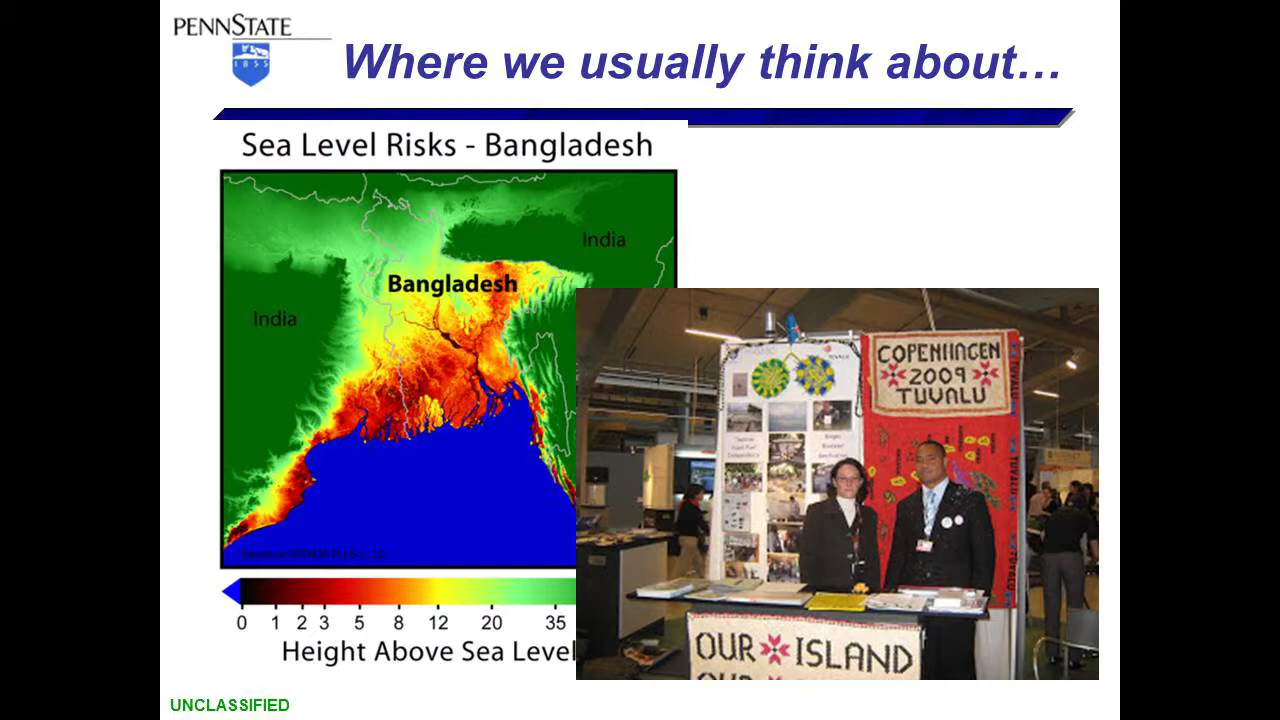 PENNSTATE
1855
Where we usually think about…
Sea Level Risks - Bangladesh
India
Bangladesh
India
0 1 2 3 5 8 12 20 35
Height Above Sea Level
COPENHAGEN
2009
TUVALU
TUVALU
OUR ISLAND
UNCLASSIFIED